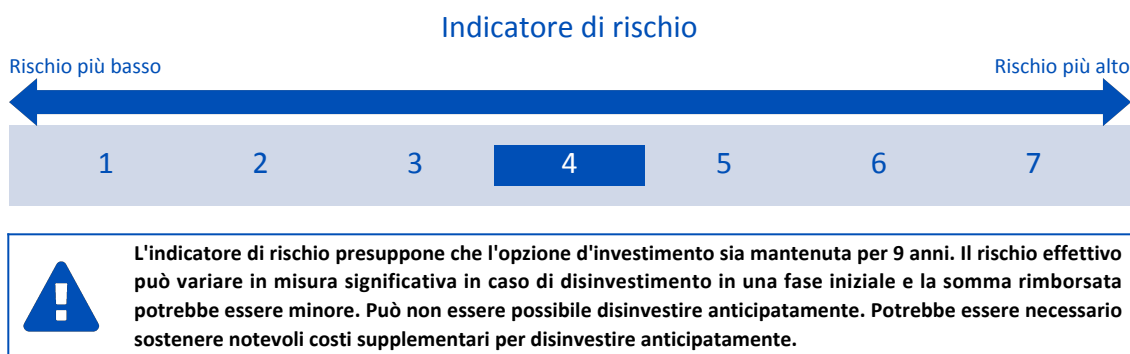 Indicatore di rischio
Rischio più basso Rischio più alto
1 2 3 4 5 6 7
L'indicatore di rischio presuppone che l'opzione d'investimento sia mantenuta per 9 anni. Il rischio effettivo
può variare in misura significativa in caso di disinvestimento in una fase iniziale e la somma rimborsata
potrebbe essere minore. Può non essere possibile disinvestire anticipatamente. Potrebbe essere necessario
sostenere notevoli costi supplementari per disinvestire anticipatamente.